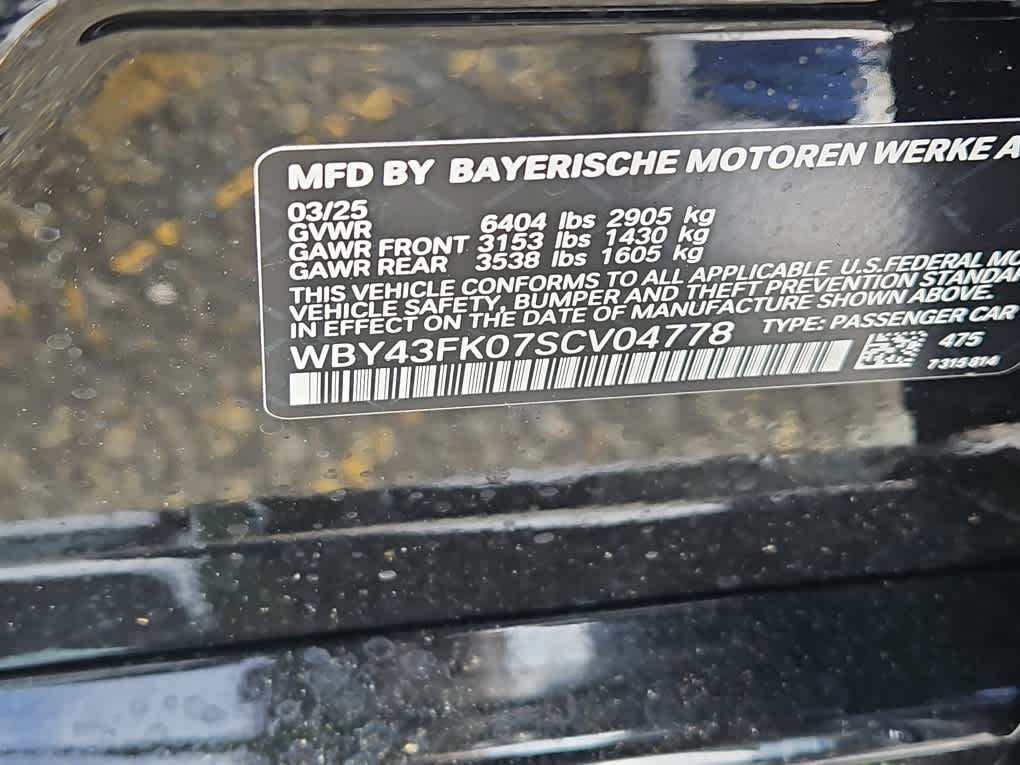 MFD BY BAYERISCHE MOTOREN WERKE A
03/25
GVWR 6404 lbs 2905 kg
GAWR FRONT 3153 lbs 1430 kg
GAWR REAR 3538 lbs 1605 kg
THIS VEHICLE CONFORMS TO ALL APPLICABLE U.S.FEDERAL MO
VEHICLE SAFETY, BUMPER AND THEFT PREVENTION STANDA
IN EFFECT ON THE DATE OF MANUFACTURE SHOWN ABOVE.
WBY43FK07SCV04778 TYPE: PASSENGER CAR
475
7315814